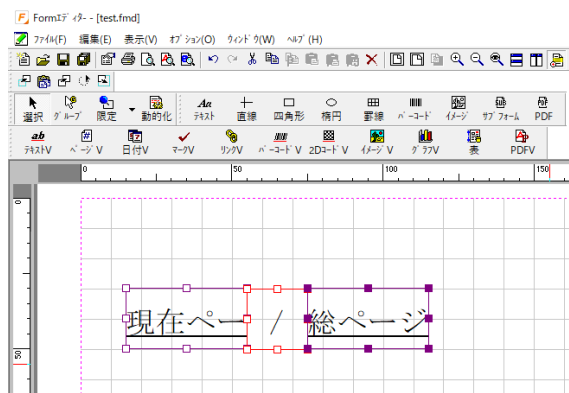 Formｴﾃﾞｨﾀ- - [test.fmd]
ﾌｧｲﾙ(F) 編集(E) 表示(V) ｵﾌﾟｼｮﾝ(O) ｳｨﾝﾄﾞｳ(W) ﾍﾙﾌﾟ(H)
選択 ｸﾞﾙｰﾌﾟ 限定 動的化 ﾃｷｽﾄ 直線 四角形 楕円 罫線 ﾊﾞｰｺｰﾄﾞ ｲﾒｰｼﾞ ｻﾌﾞﾌｫｰﾑ PDF
ﾃｷｽﾄV ﾍﾟｰｼﾞV 日付V ﾏｰｸV ﾘﾝｸV ﾊﾞｰｺｰﾄﾞV 2DｺｰﾄﾞV ｲﾒｰｼﾞV ｸﾞﾗﾌV 表 PDFV
0 50 100 150
0
現在ペー / 総ページ
50